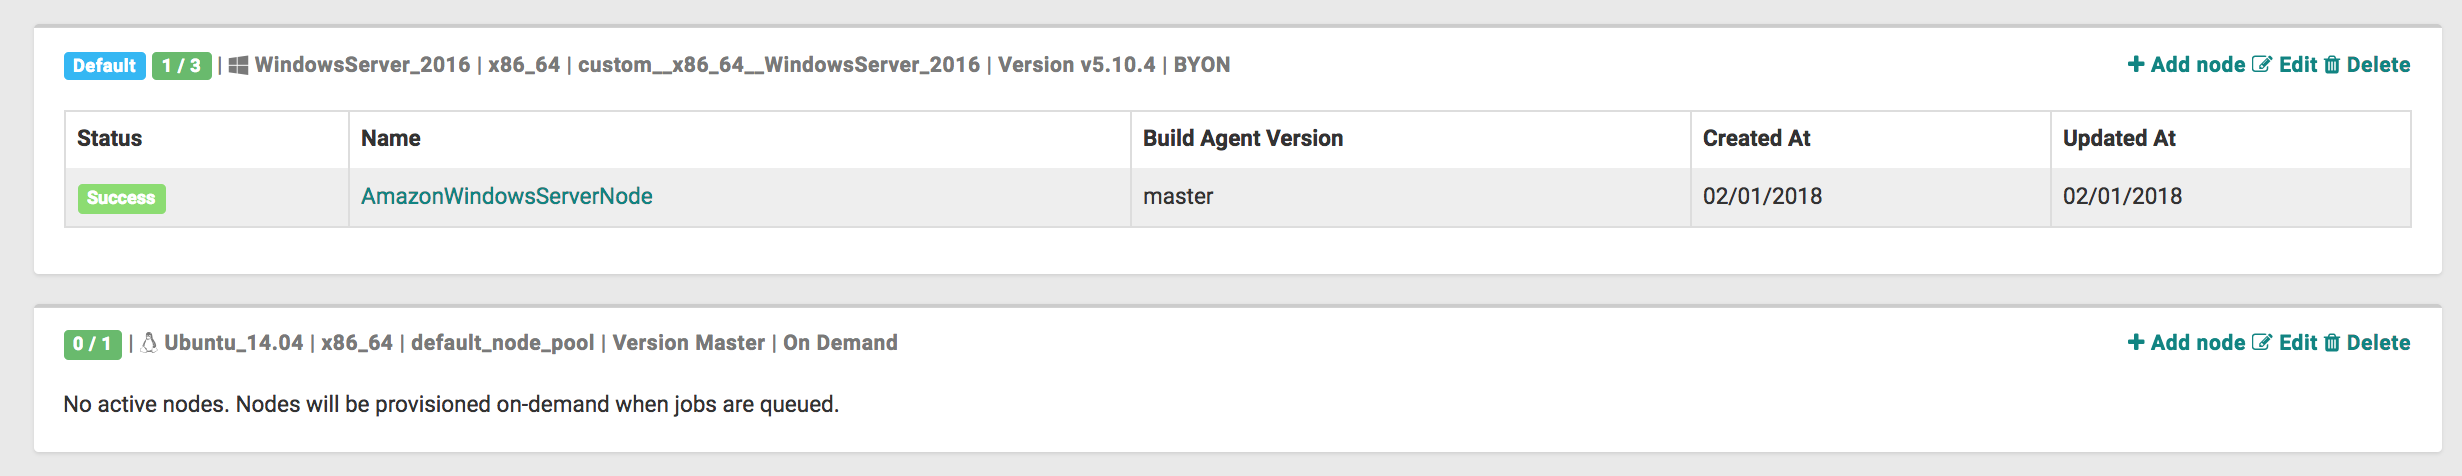 Default 1 / 3 | WindowsServer_2016 | x86_64 | custom__x86_64__WindowsServer_2016 | Version v5.10.4 | BYON Add node Edit Delete
Status Name Build Agent Version Created At Updated At
Success AmazonWindowsServerNode master 02/01/2018 02/01/2018
0 / 1 | Ubuntu_14.04 | x86_64 | default_node_pool | Version Master | On Demand Add node Edit Delete
No active nodes. Nodes will be provisioned on-demand when jobs are queued.